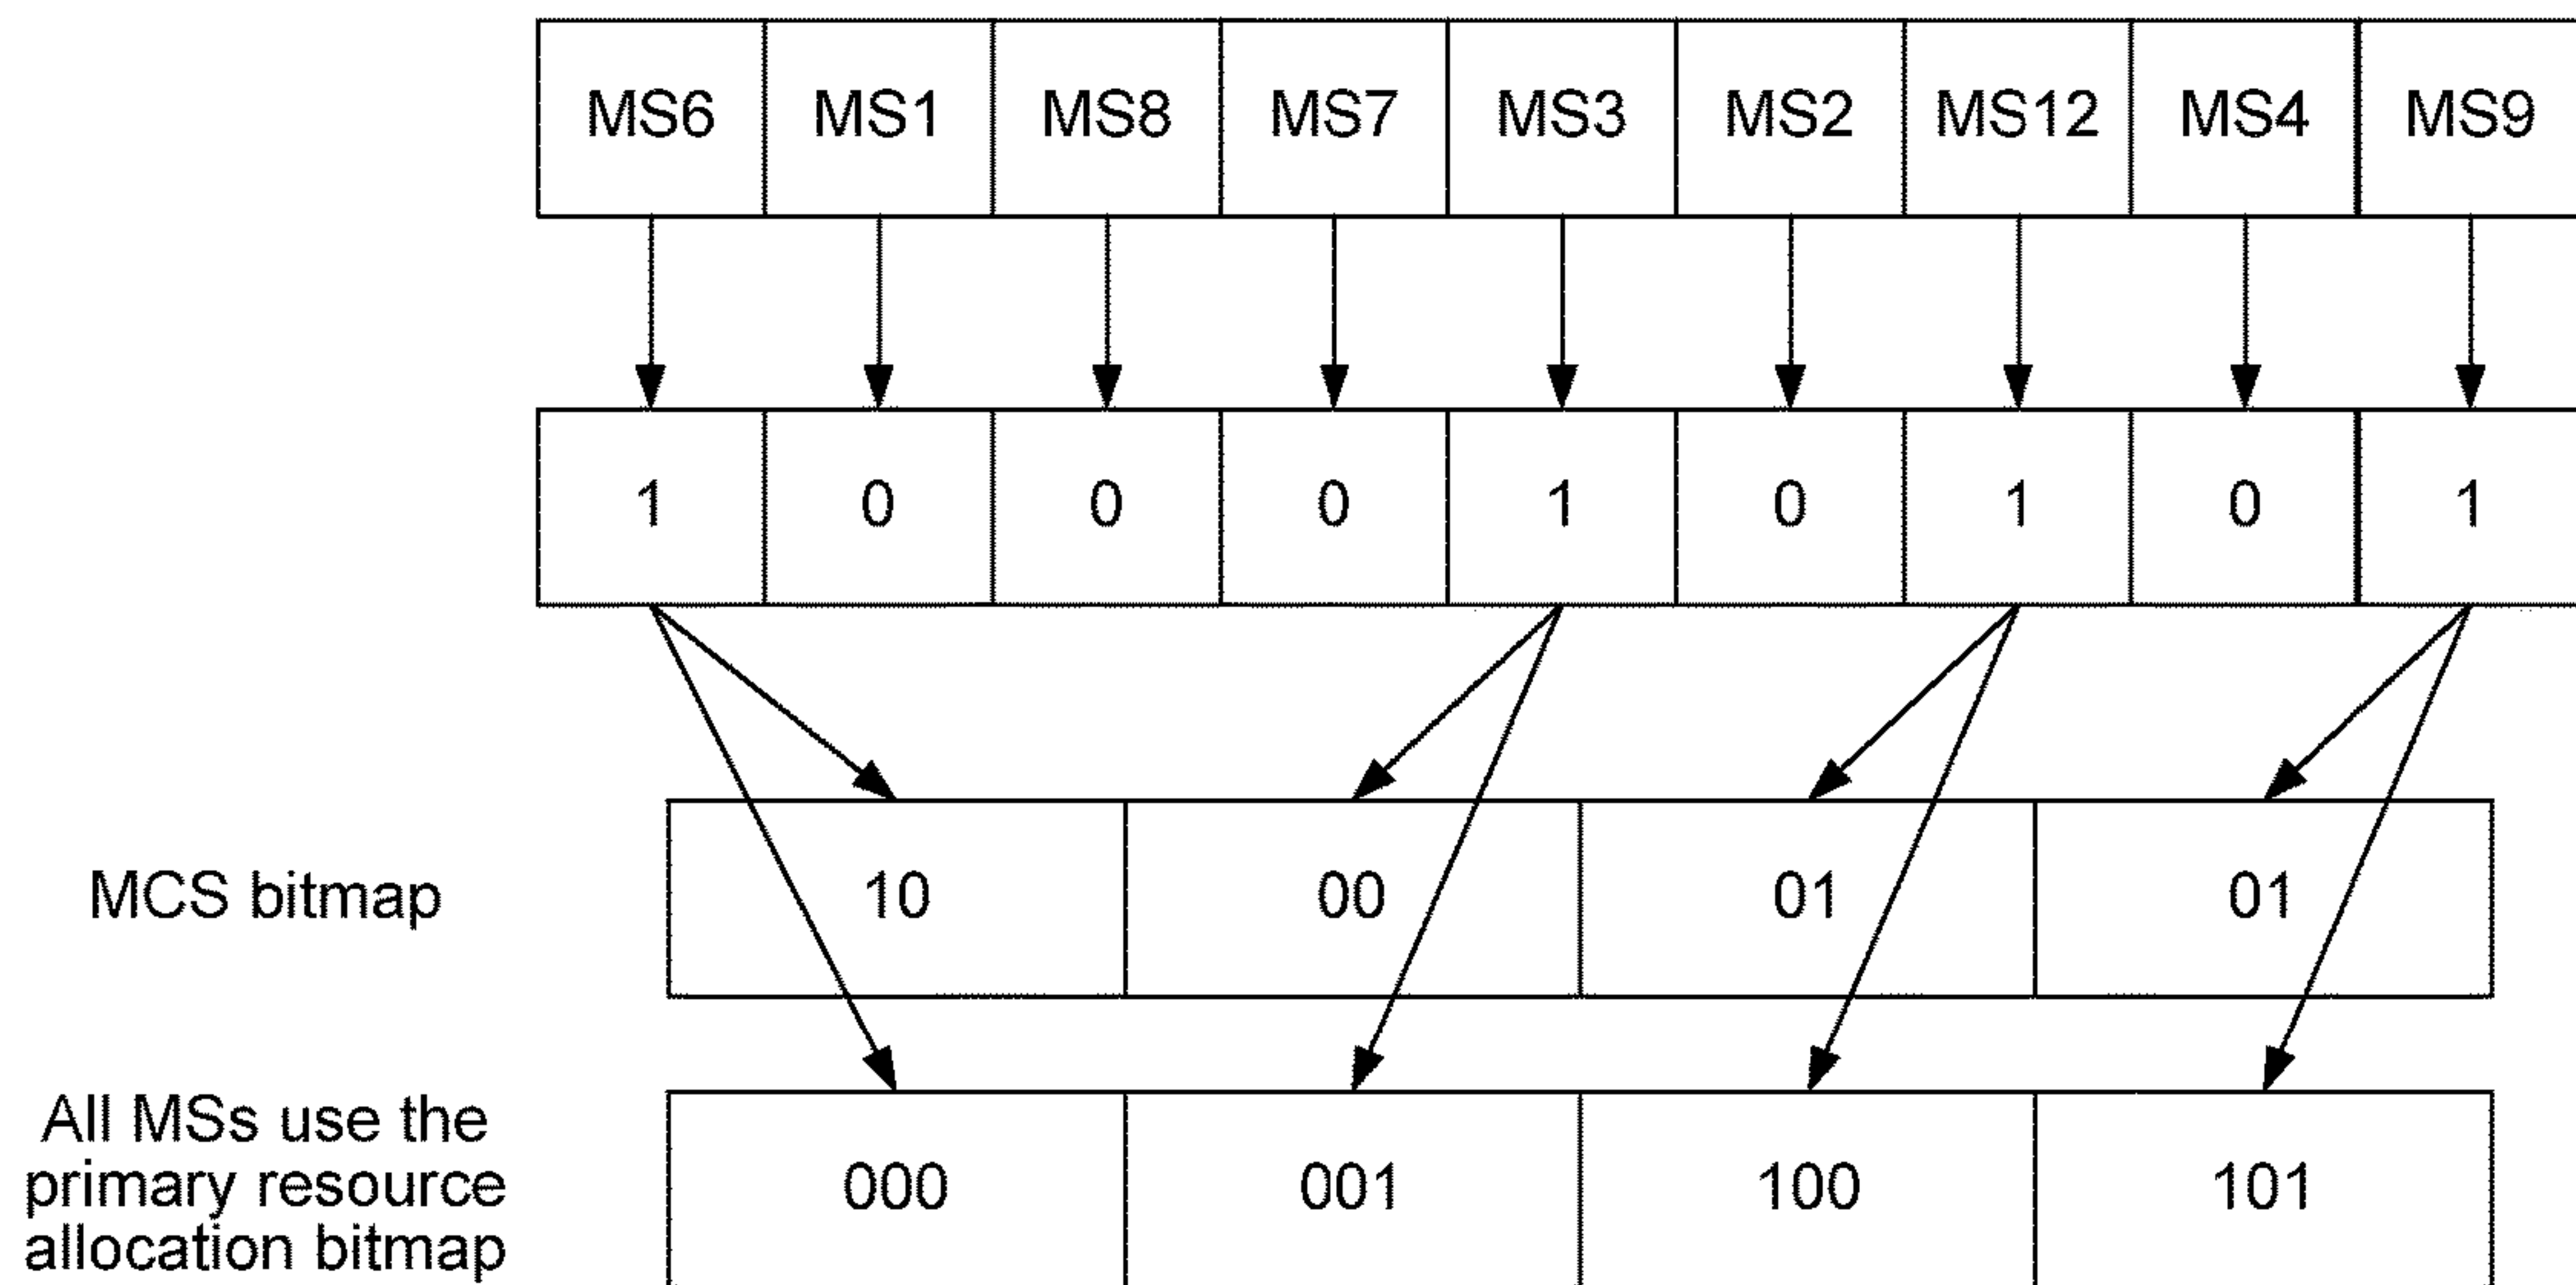 MS6 MS1 MS8 MS7 MS3 MS2 MS12 MS4 MS9
1 0 0 0 1 0 1 0 1
MCS bitmap 10 00 01 01
All MSs use the
primary resource 000 001 100 101
allocation bitmap